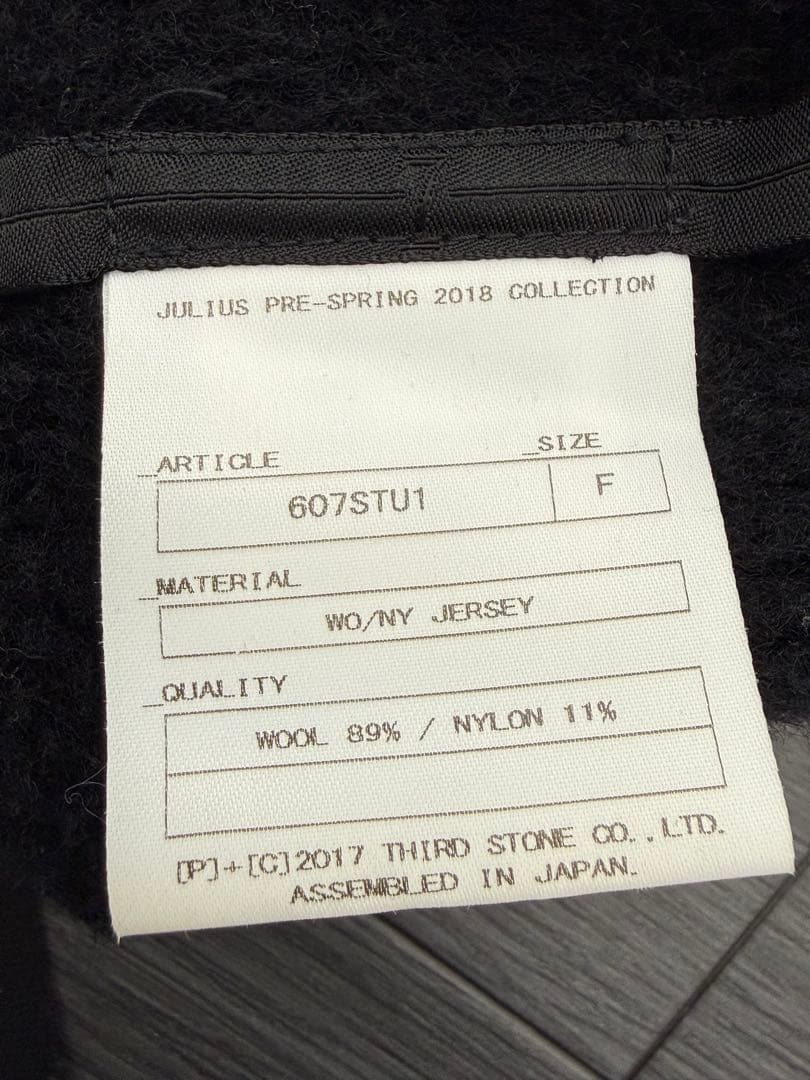 JULIUS PRE-SPRING 2018 COLLECTION
_ARTICLE _SIZE
607STU1 F
_MATERIAL
WO/NY JERSEY
_QUALITY
WOOL 89% / NYLON 11%
[P]+[C]2017 THIRD STONE CO.,LTD.
ASSEMBLED IN JAPAN.